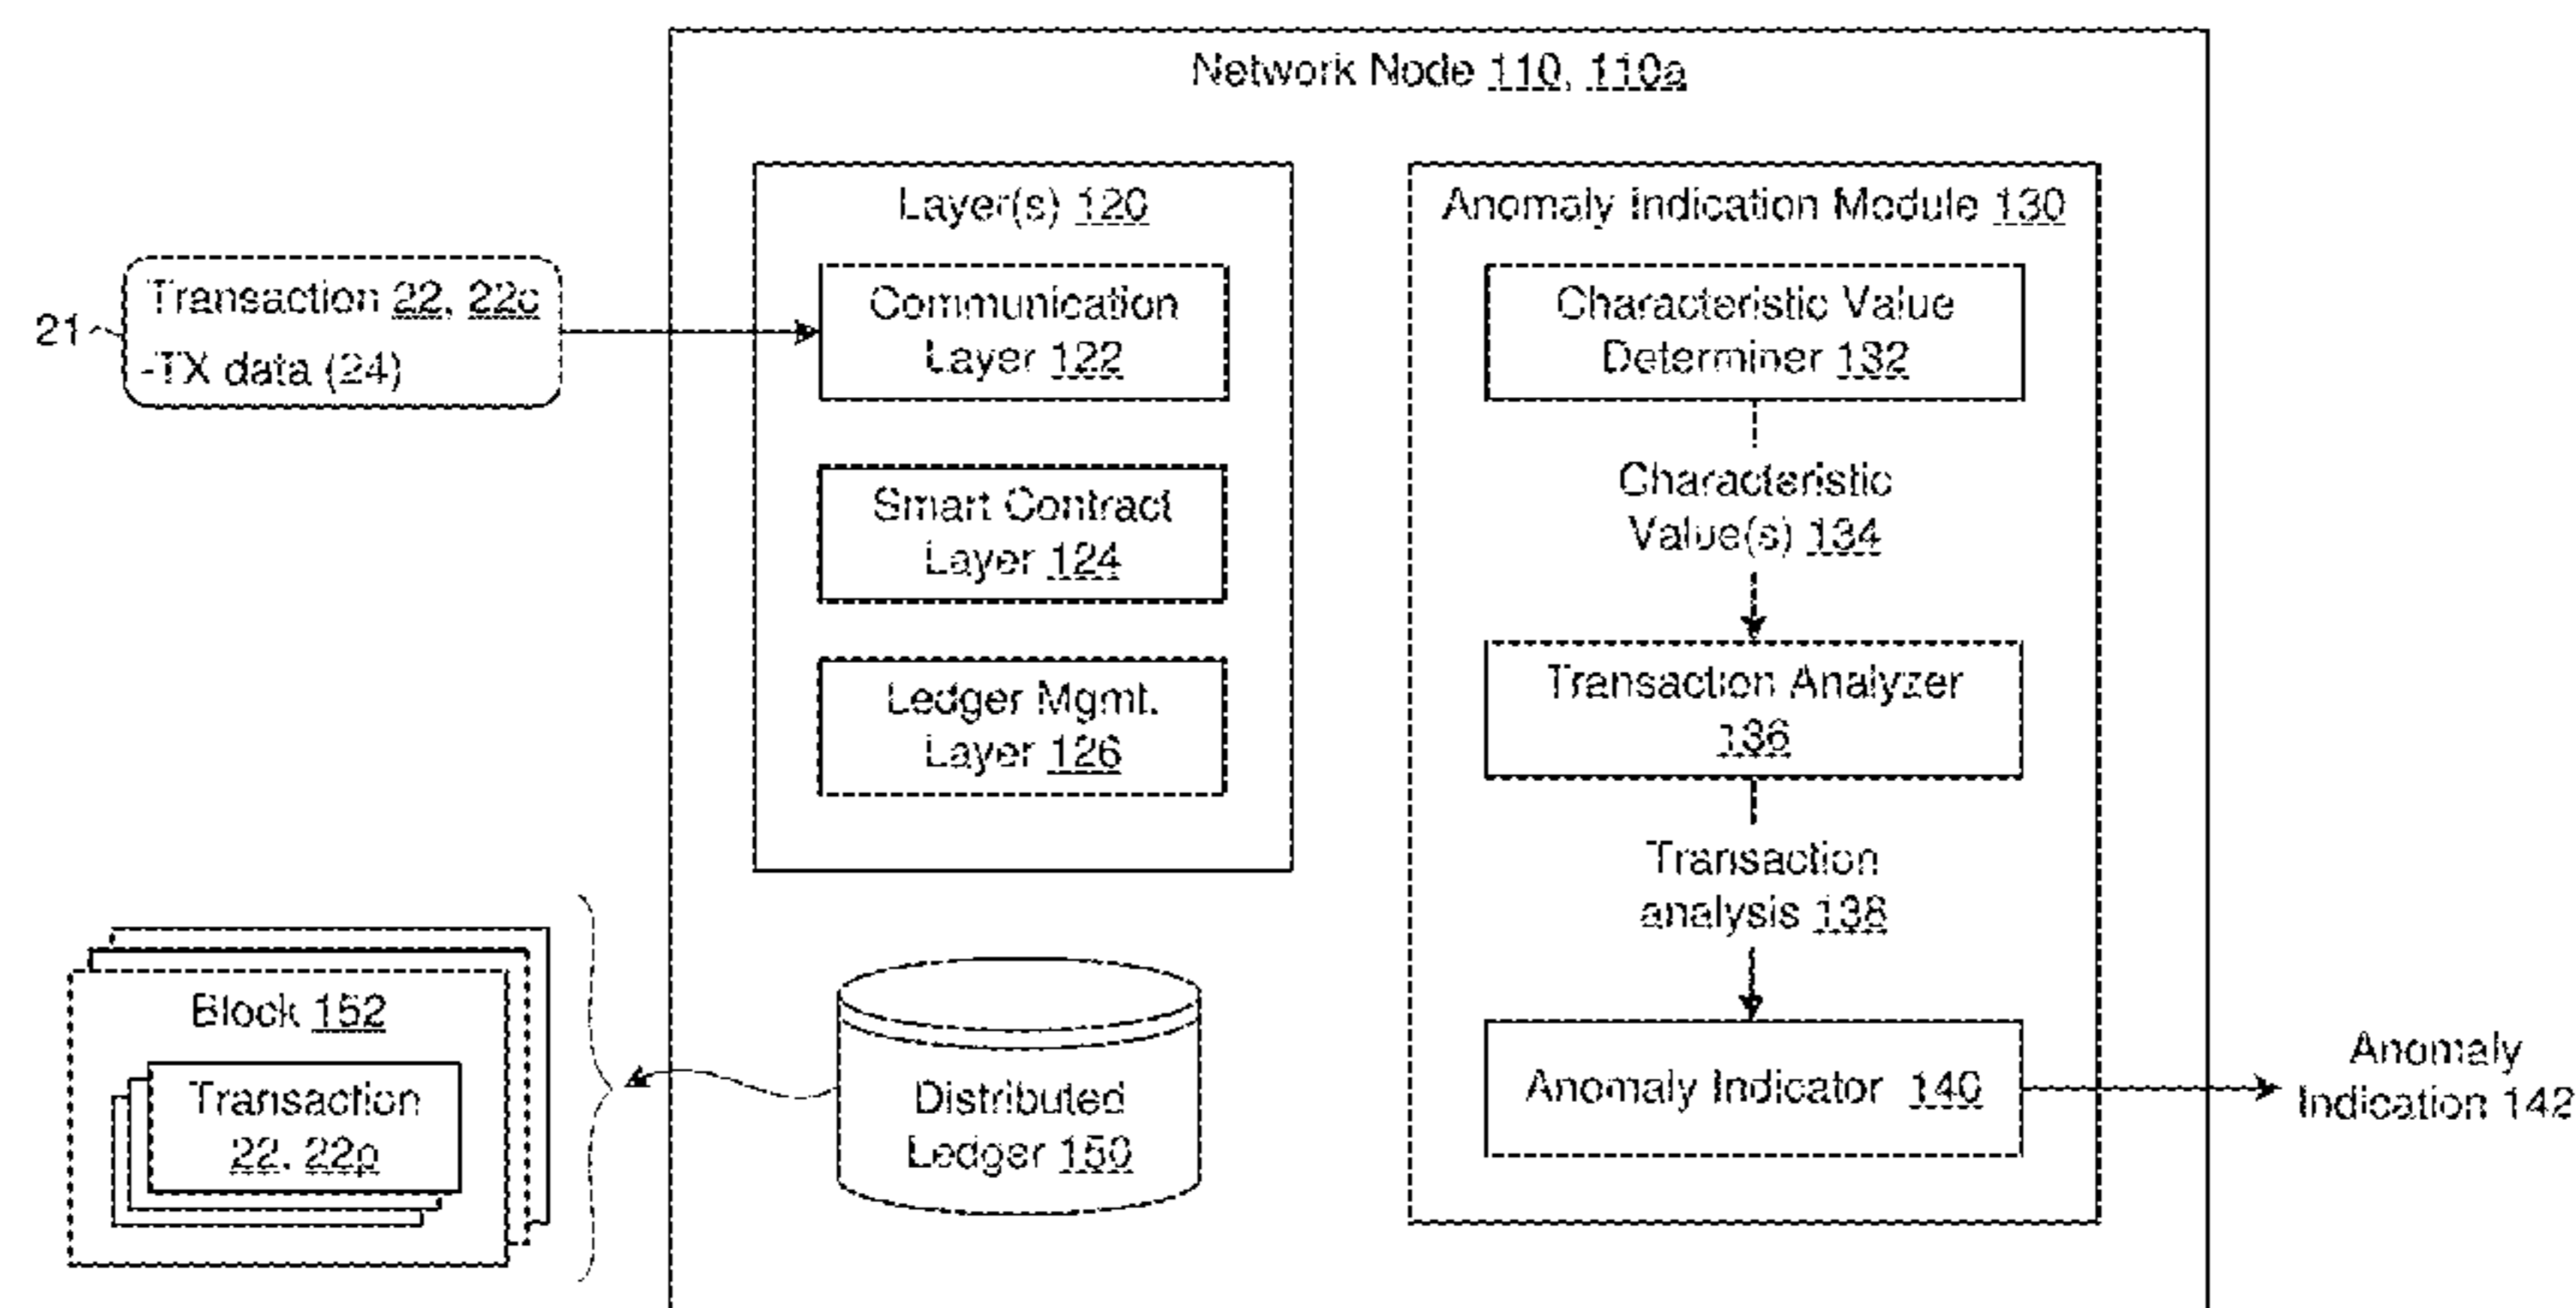 Network Node 110, 110a
Layer(s) 120
Anomaly Indication Module 130
21
Transaction 22, 22c
-TX data (24)
Communication
Layer 122
Characteristic Value
Determiner 132
Smart Contract
Layer 124
Characteristic
Value(s) 134
Ledger Mgmt.
Layer 126
Transaction Analyzer
136
Transaction
analysis 138
Block 152
Transaction
22, 22p
Distributed
Ledger 150
Anomaly Indicator 140
Anomaly
Indication 142